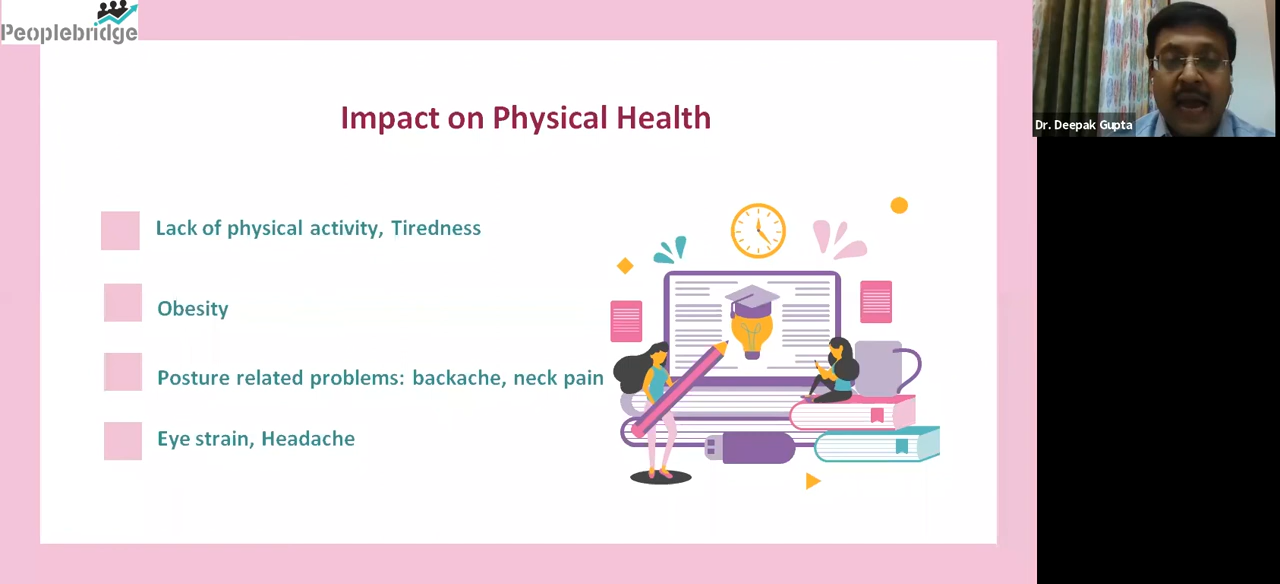 Peoplebridge
Dr. Deepak Gupta
Impact on Physical Health
Lack of physical activity, Tiredness
Obesity
Posture related problems: backache, neck pain
Eye strain, Headache